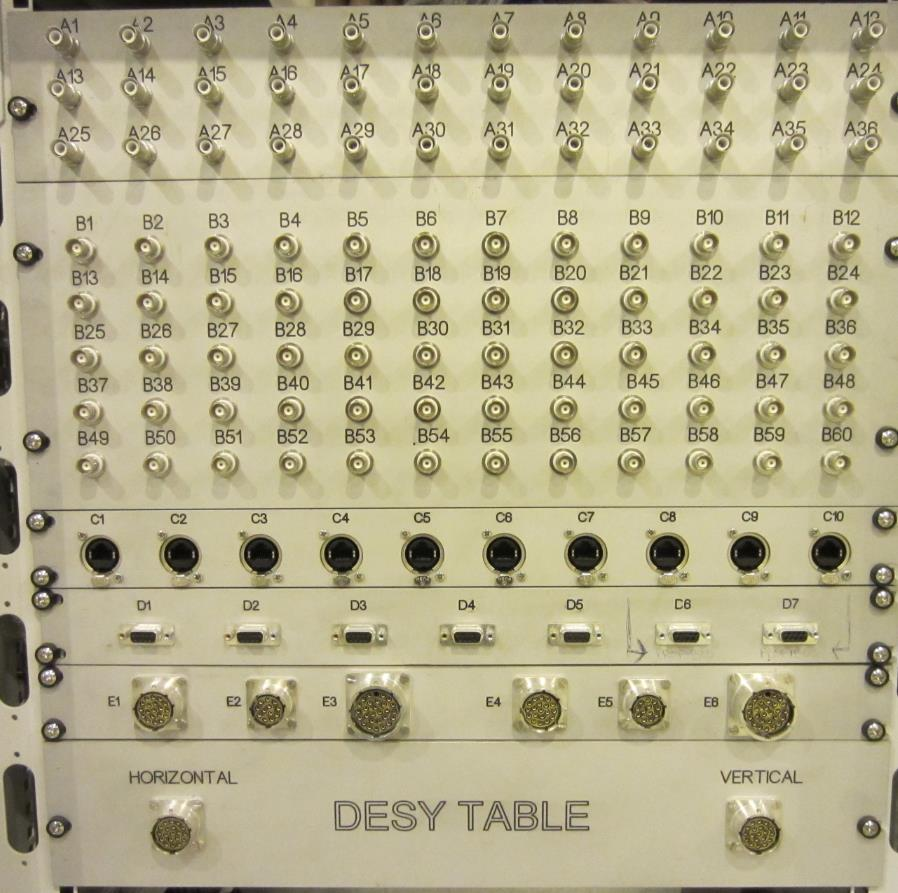 A1 A2 A3 A4 A5 A6 A7 A8 A9 A10 A11 A12
A13 A14 A15 A16 A17 A18 A19 A20 A21 A22 A23 A24
A25 A26 A27 A28 A29 A30 A31 A32 A33 A34 A35 A36
B1 B2 B3 B4 B5 B6 B7 B8 B9 B10 B11 B12
B13 B14 B15 B16 B17 B18 B19 B20 B21 B22 B23 B24
B25 B26 B27 B28 B29 B30 B31 B32 B33 B34 B35 B36
B37 B38 B39 B40 B41 B42 B43 B44 B45 B46 B47 B48
B49 B50 B51 B52 B53 B54 B55 B56 B57 B58 B59 B60
C1 C2 C3 C4 C5 C6 C7 C8 C9 C10
D1 D2 D3 D4 D5 D6 D7
E1 E2 E3 E4 E5 E6
HORIZONTAL VERTICAL
DESY TABLE